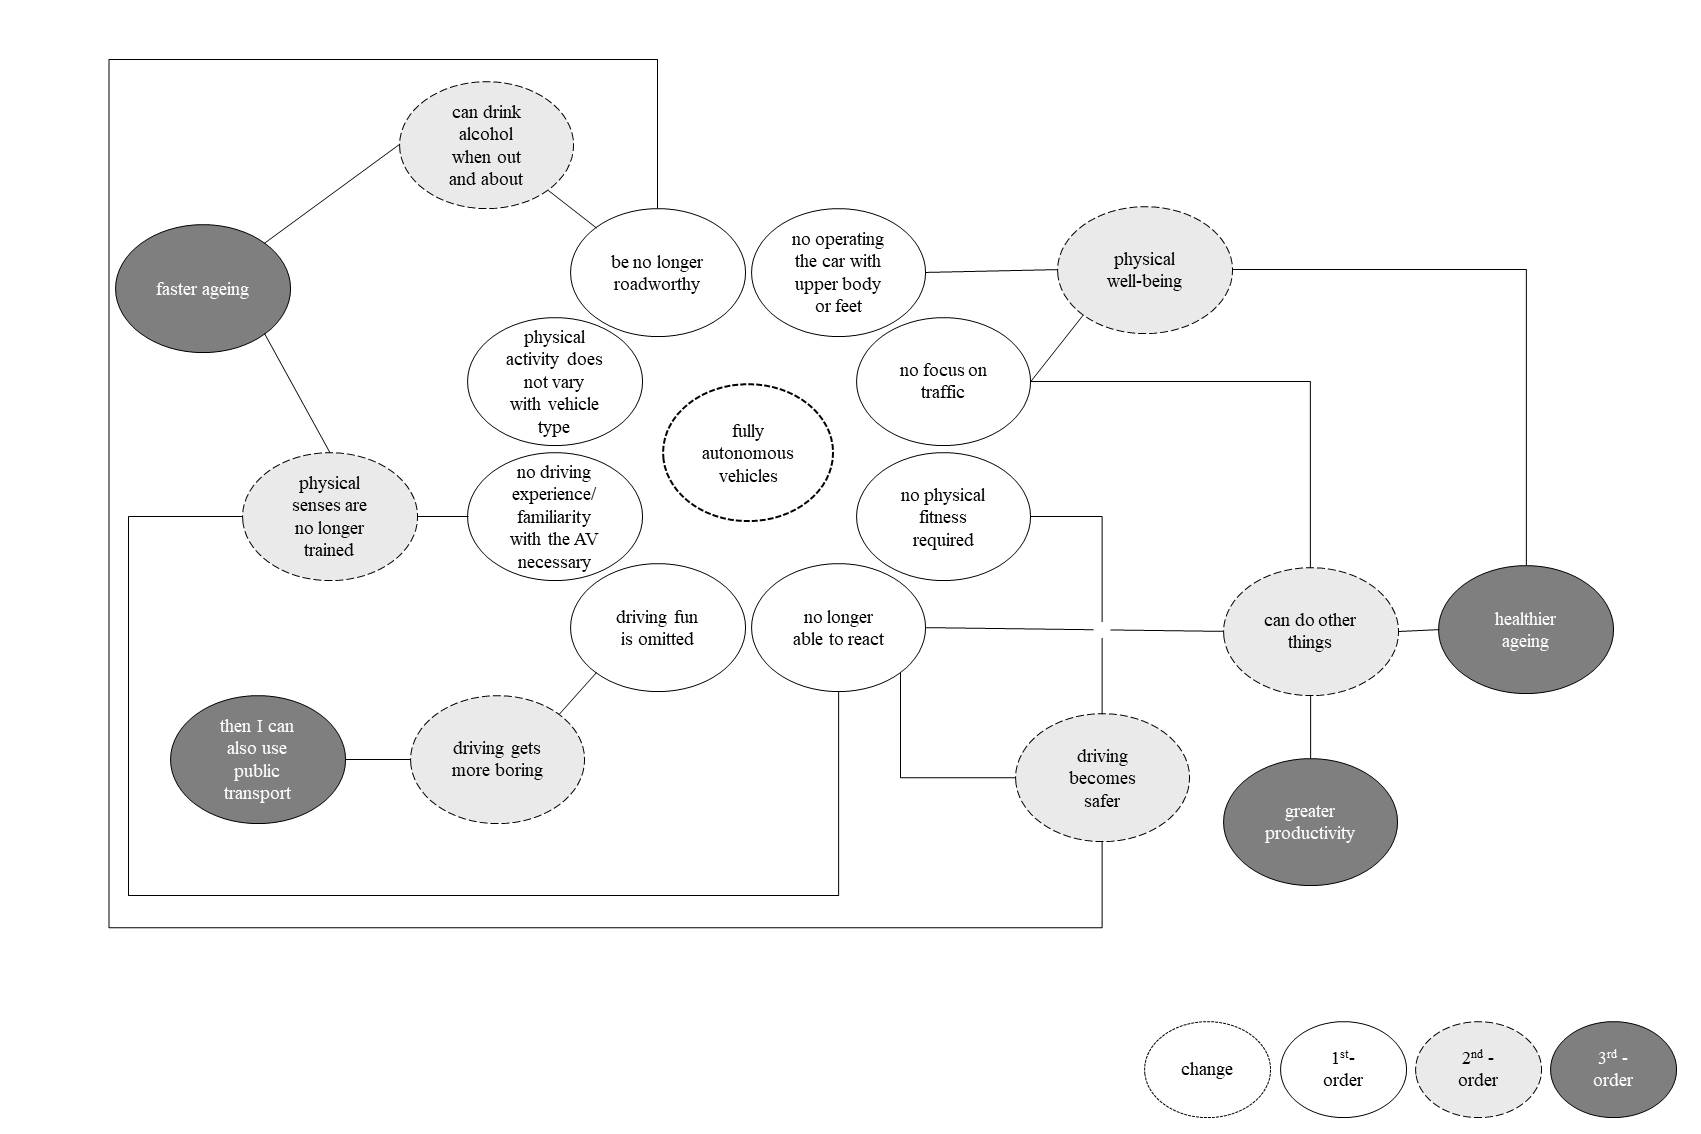 can drink
alcohol
when out
and about
be no longer
roadworthy
no operating
the car with
upper body
or feet
physical
well-being
faster ageing
physical
activity does
not vary
with vehicle
type
no focus on
traffic
fully
autonomous
vehicles
physical
senses are
no longer
trained
no driving
experience/
familiarity
with the AV
necessary
no physical
fitness
required
driving fun
is omitted
no longer
able to react
can do other
things
healthier
ageing
then I can
also use
public
transport
driving gets
more boring
driving
becomes
safer
greater
productivity
change
1st-
order
2nd -
order
3rd -
order